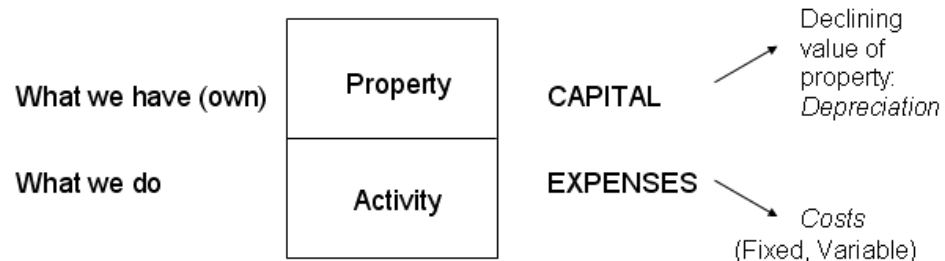 What we have (own)
Property
CAPITAL
Declining
value of
property:
Depreciation
What we do
Activity
EXPENSES
Costs
(Fixed, Variable)